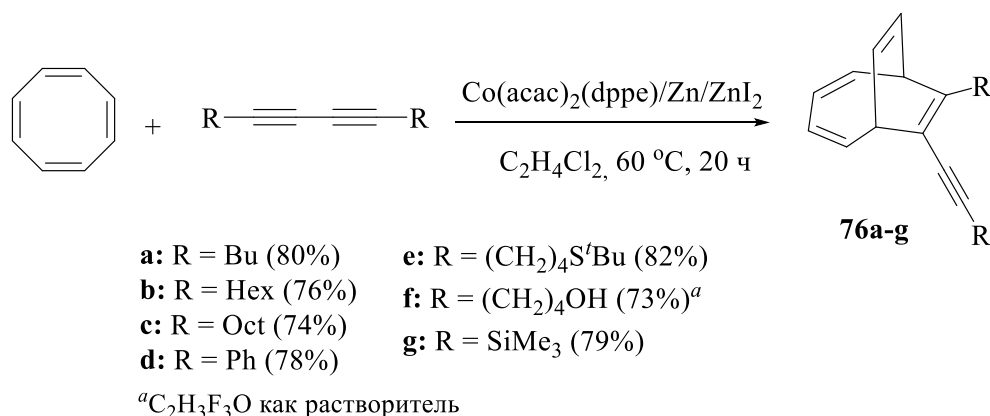 R R
+
Co(acac)₂(dppe)/Zn/ZnI₂
C₂H₄Cl₂, 60 °C, 20 ч
R
R
76a-g
a: R = Bu (80%)
b: R = Hex (76%)
c: R = Oct (74%)
d: R = Ph (78%)
e: R = (CH₂)₄SᵗBu (82%)
f: R = (CH₂)₄OH (73%)ᵃ
g: R = SiMe₃ (79%)
ᵃC₂H₃F₃O как растворитель